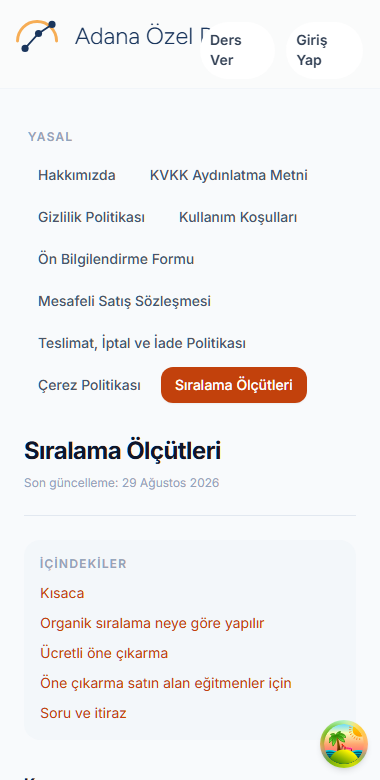 Adana Özel
Ders Ver
Giriş Yap
YASAL
Hakkımızda KVKK Aydınlatma Metni
Gizlilik Politikası Kullanım Koşulları
Ön Bilgilendirme Formu
Mesafeli Satış Sözleşmesi
Teslimat, İptal ve İade Politikası
Çerez Politikası Sıralama Ölçütleri
Sıralama Ölçütleri
Son güncelleme: 29 Ağustos 2026
İÇİNDEKİLER
Kısaca
Organik sıralama neye göre yapılır
Ücretli öne çıkarma
Öne çıkarma satın alan eğitmenler için
Soru ve itiraz